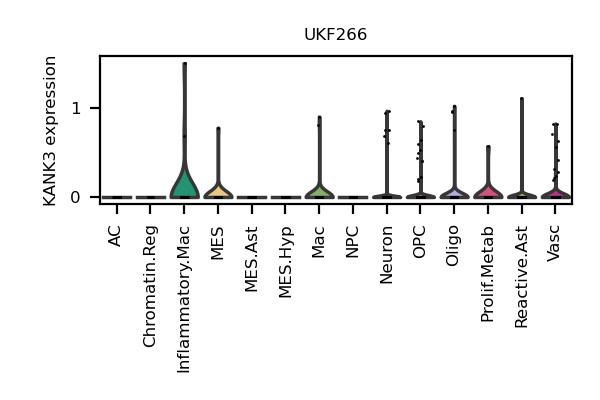 UKF266
KANK3 expression
1
0
AC
Chromatin.Reg
Inflammatory.Mac
MES
MES.Ast
MES.Hyp
Mac
NPC
Neuron
OPC
Oligo
Prolif.Metab
Reactive.Ast
Vasc